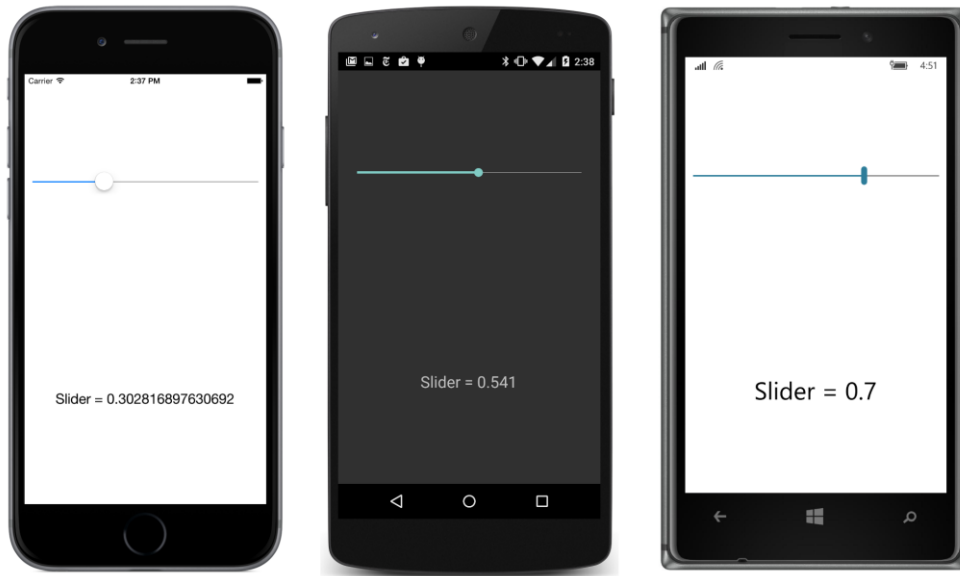 Carrier
2:37 PM
Slider = 0.302816897630692
2:38
Slider = 0.541
4:51
Slider = 0.7